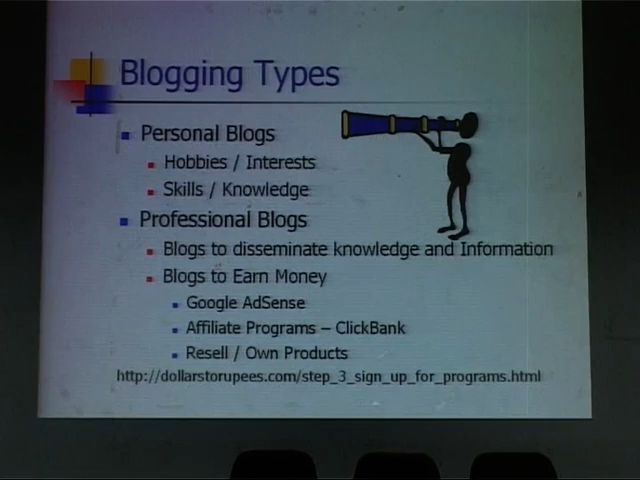 Blogging Types
Personal Blogs
Hobbies / Interests
Skills / Knowledge
Professional Blogs
Blogs to disseminate knowledge and Information
Blogs to Earn Money
Google AdSense
Affiliate Programs – ClickBank
Resell / Own Products
http://dollarstorupees.com/step_3_sign_up_for_programs.html